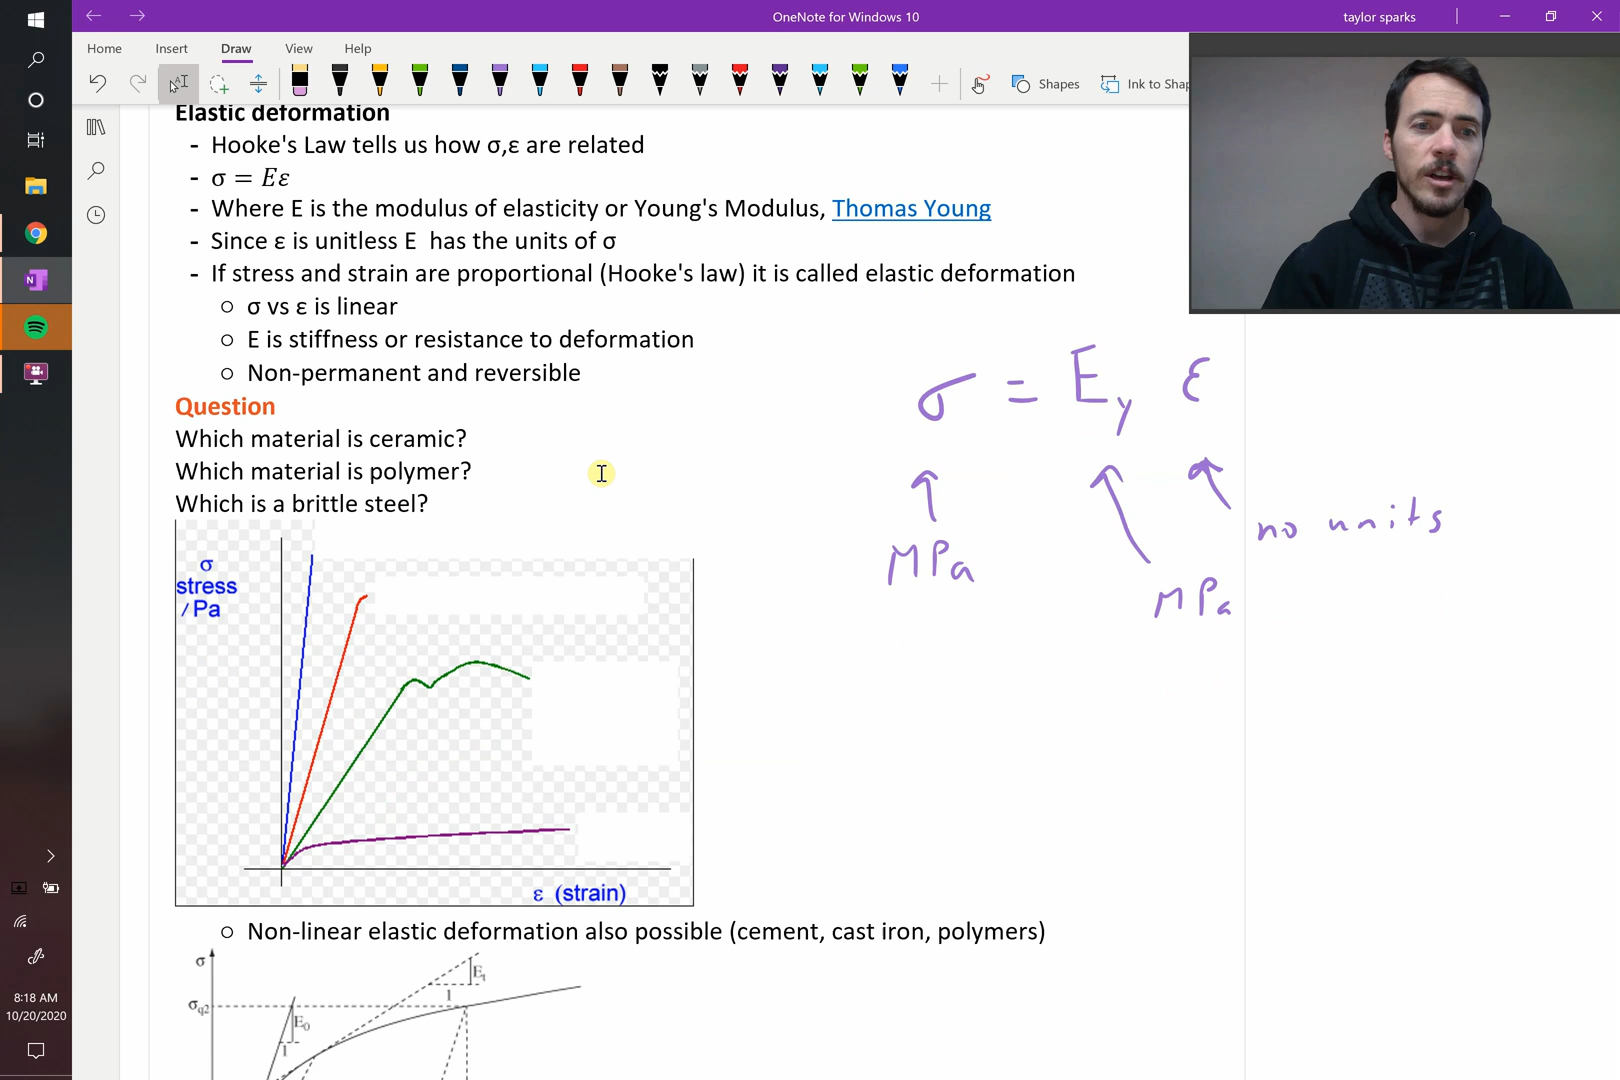 OneNote for Windows 10
taylor sparks
Home Insert Draw View Help
Shapes
Ink to Shap
Elastic deformation
- Hooke's Law tells us how σ,ε are related
- σ = Eε
- Where E is the modulus of elasticity or Young's Modulus, Thomas Young
- Since ε is unitless E has the units of σ
- If stress and strain are proportional (Hooke's law) it is called elastic deformation
○ σ vs ε is linear
○ E is stiffness or resistance to deformation
○ Non-permanent and reversible
σ = Ey ε
MPa
MPa
no units
Question
Which material is ceramic?
Which material is polymer?
Which is a brittle steel?
σ
stress
/ Pa
ε (strain)
○ Non-linear elastic deformation also possible (cement, cast iron, polymers)
σ
σq2
E0
1
Et
1
8:18 AM
10/20/2020